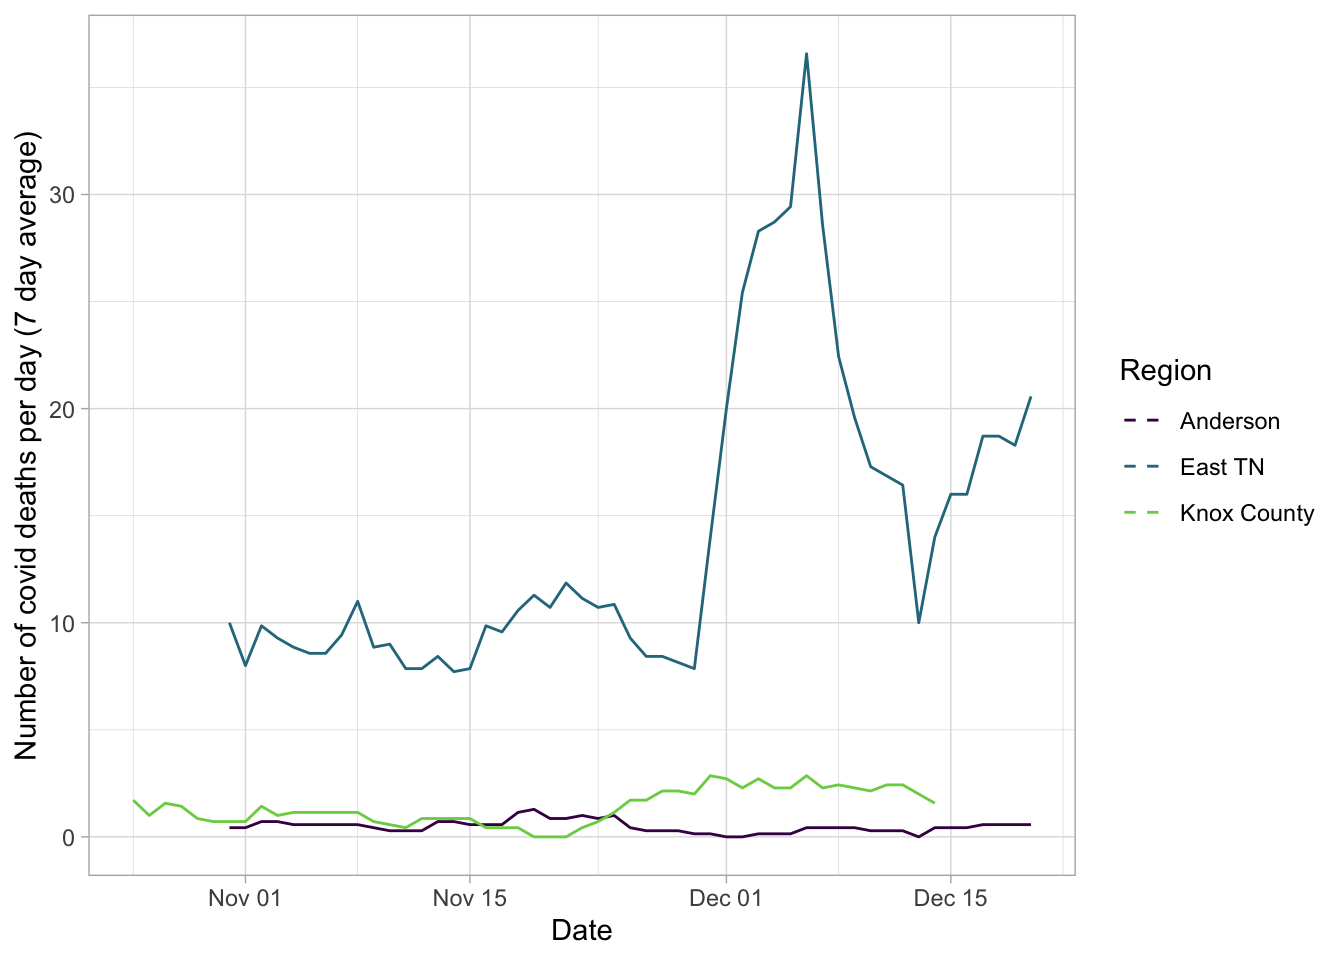 Number of covid deaths per day (7 day average)
30
20
10
0
Nov 01
Nov 15
Dec 01
Dec 15
Date
Region
Anderson
East TN
Knox County